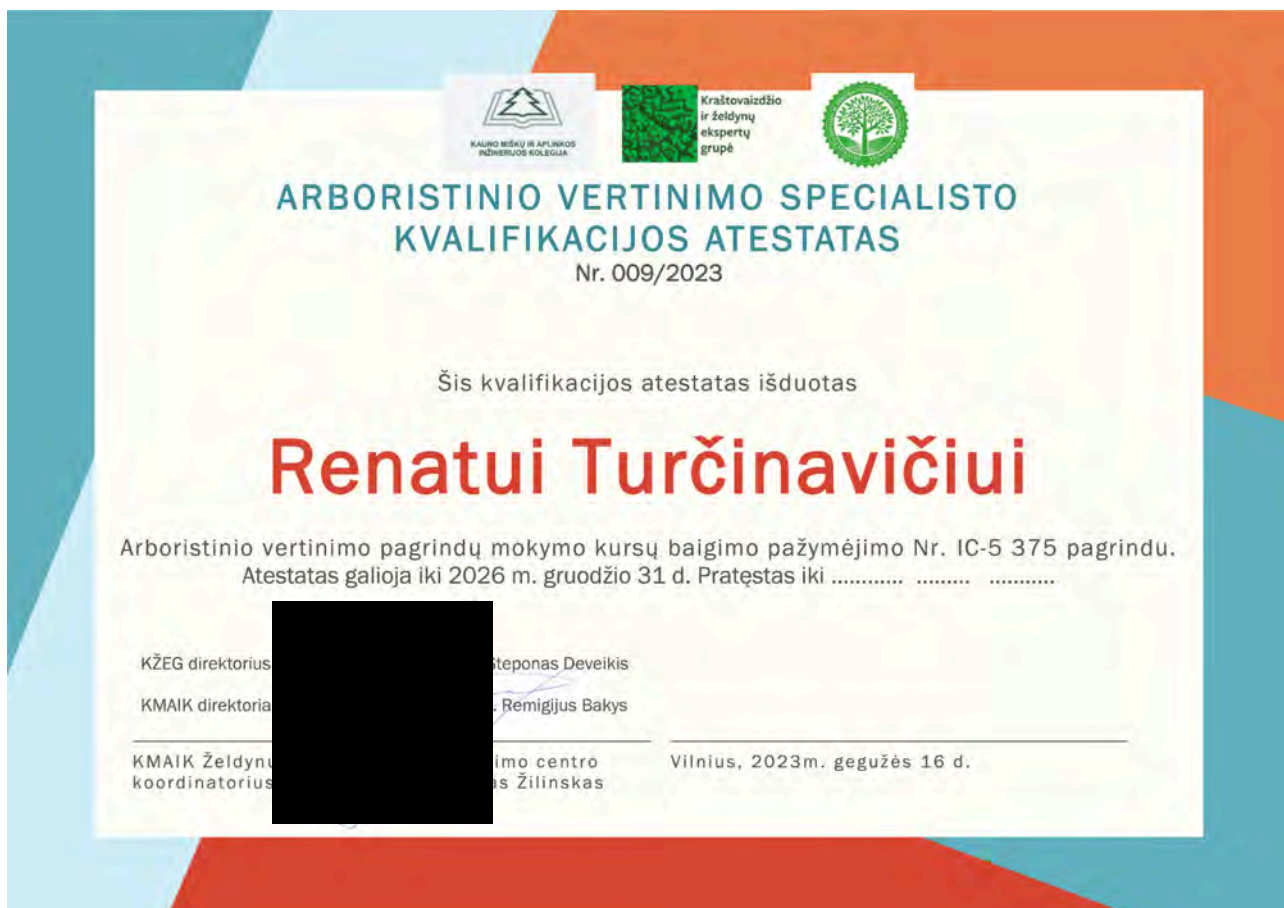 KAUNO MIŠKŲ IR APLINKOS
INŽINERIJOS KOLEGIJA
Kraštovaizdžio
ir želdynų
ekspertų
grupė
ARBORISTINIO VERTINIMO SPECIALISTO
KVALIFIKACIJOS ATESTATAS
Nr. 009/2023
Šis kvalifikacijos atestatas išduotas
Renatui Turčinavičiui
Arboristinio vertinimo pagrindų mokymo kursų baigimo pažymėjimo Nr. IC-5 375 pagrindu.
Atestatas galioja iki 2026 m. gruodžio 31 d. Pratęstas iki ............ ......... ...........
KŽEG direktorius Steponas Deveikis
KMAIK direktoria . Remigijus Bakys
KMAIK Želdynų imo centro
koordinatorius as Žilinskas
Vilnius, 2023m. gegužės 16 d.